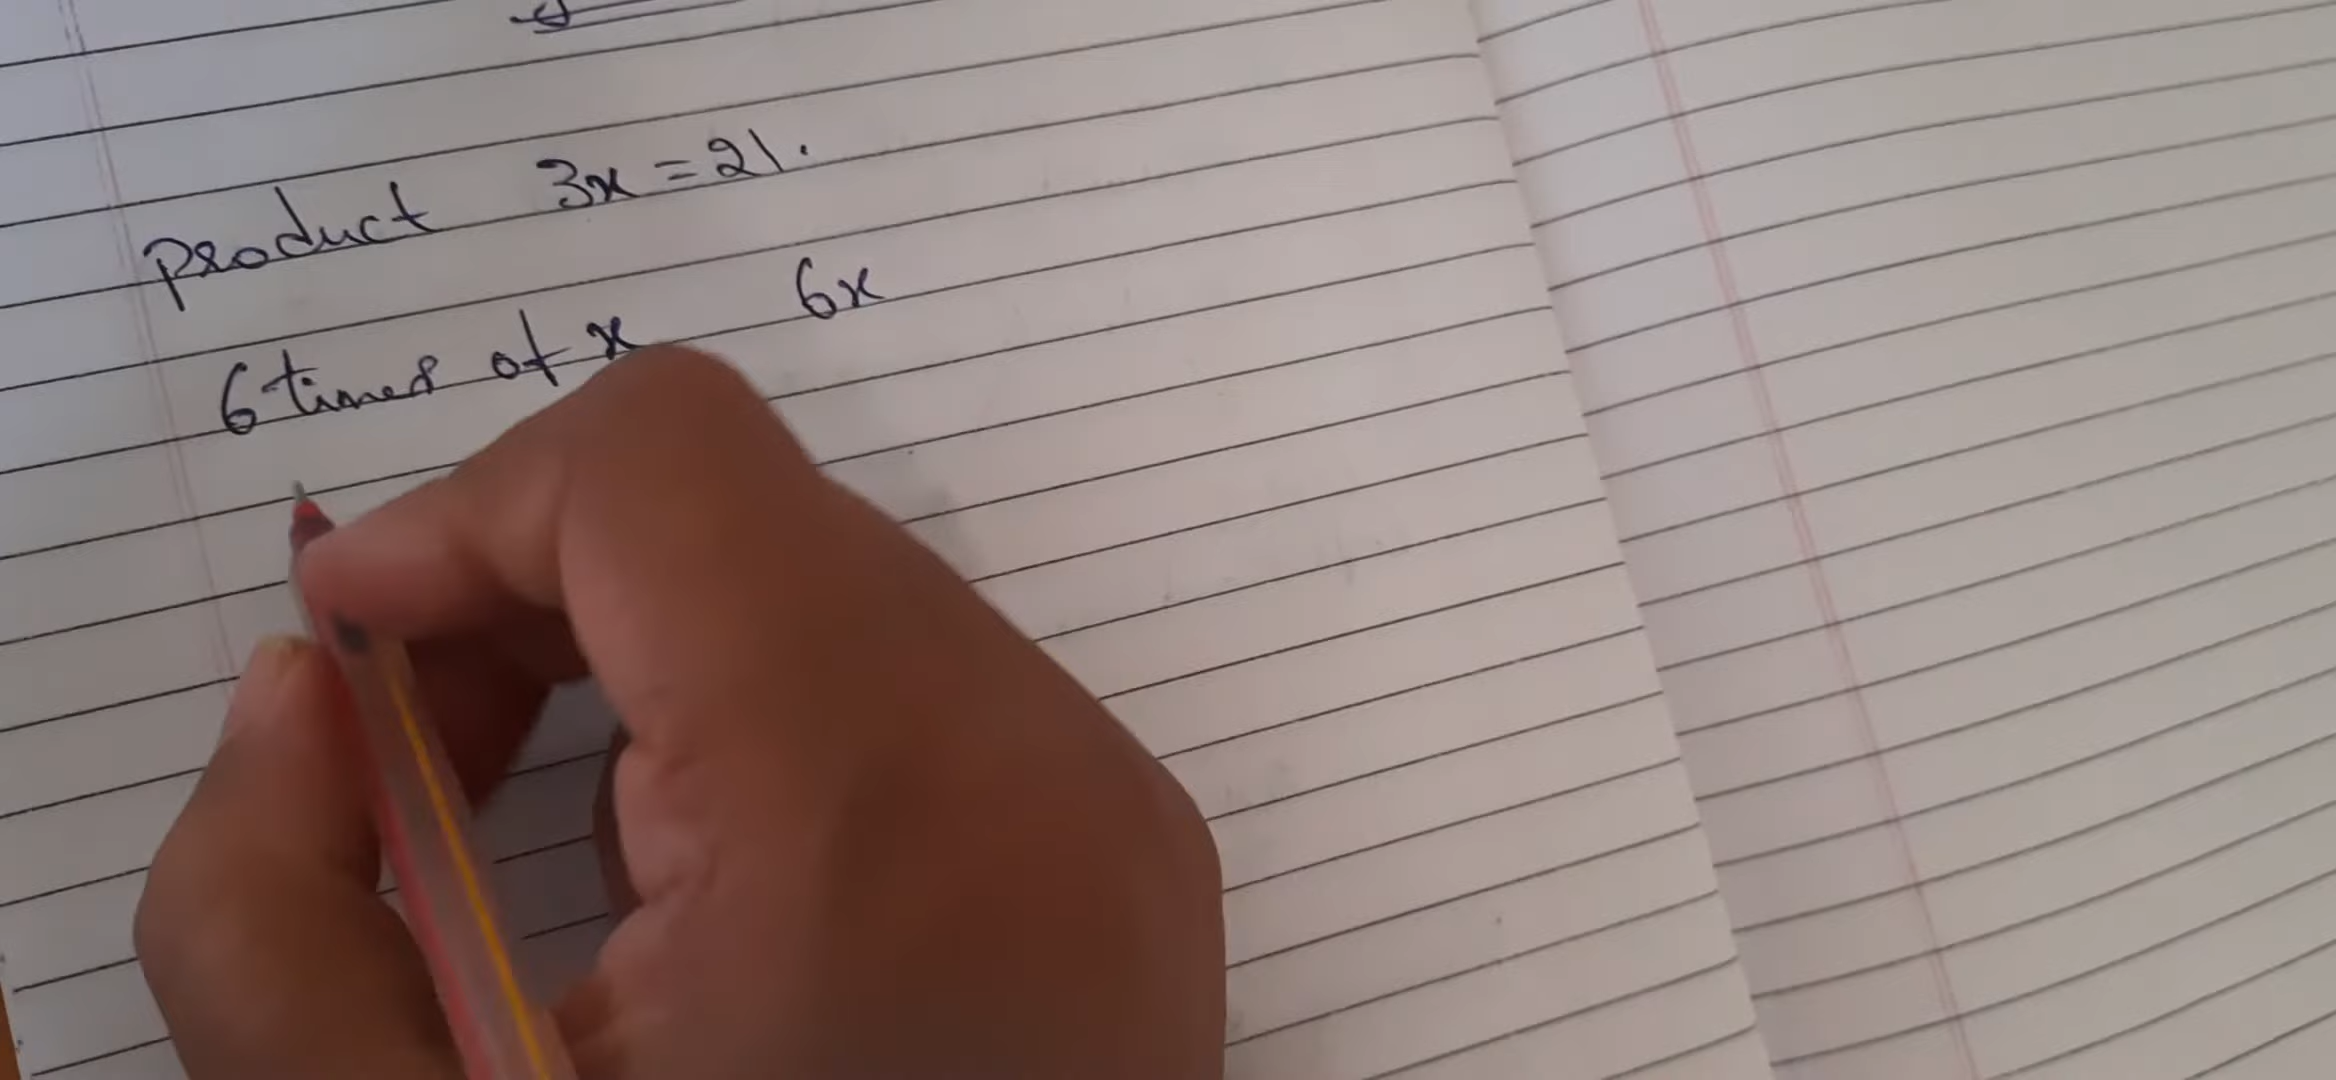 product 3x = 21.
6 times of x 6x